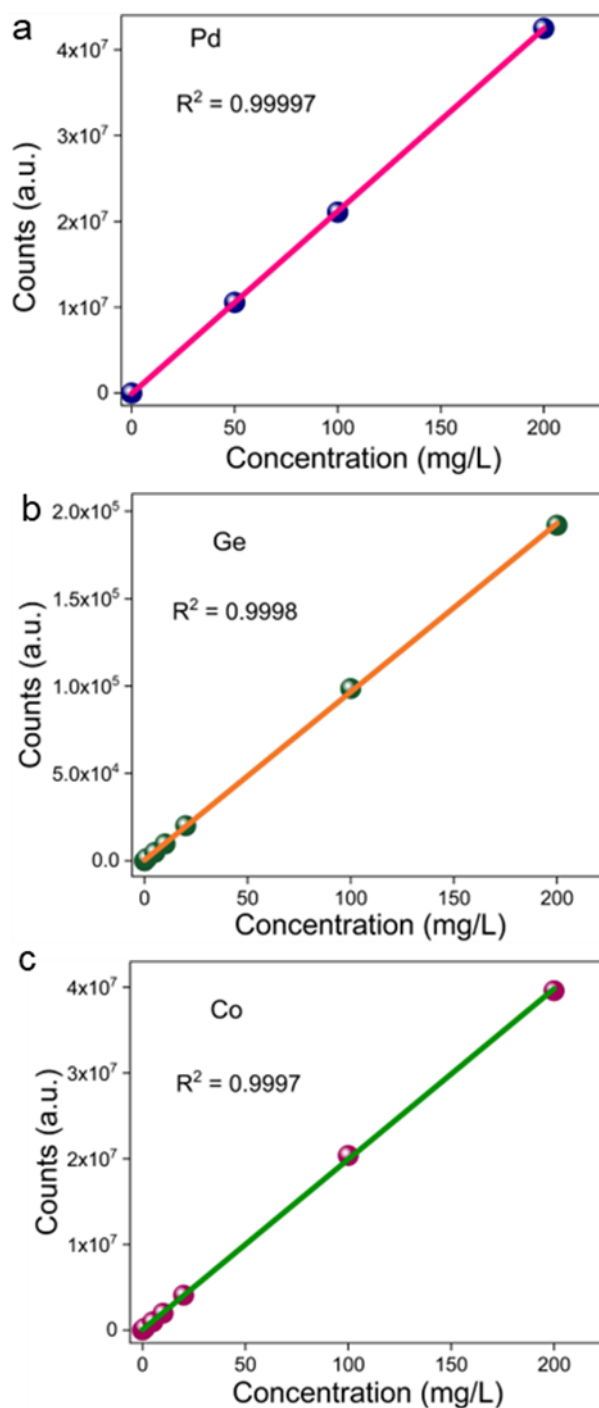 a
Pd
R² = 0.99997
4x10⁷
3x10⁷
2x10⁷
1x10⁷
0
Counts (a.u.)
0 50 100 150 200
Concentration (mg/L)
b
Ge
R² = 0.9998
2.0x10⁵
1.5x10⁵
1.0x10⁵
5.0x10⁴
0.0
Counts (a.u.)
0 50 100 150 200
Concentration (mg/L)
c
Co
R² = 0.9997
4x10⁷
3x10⁷
2x10⁷
1x10⁷
0
Counts (a.u.)
0 50 100 150 200
Concentration (mg/L)